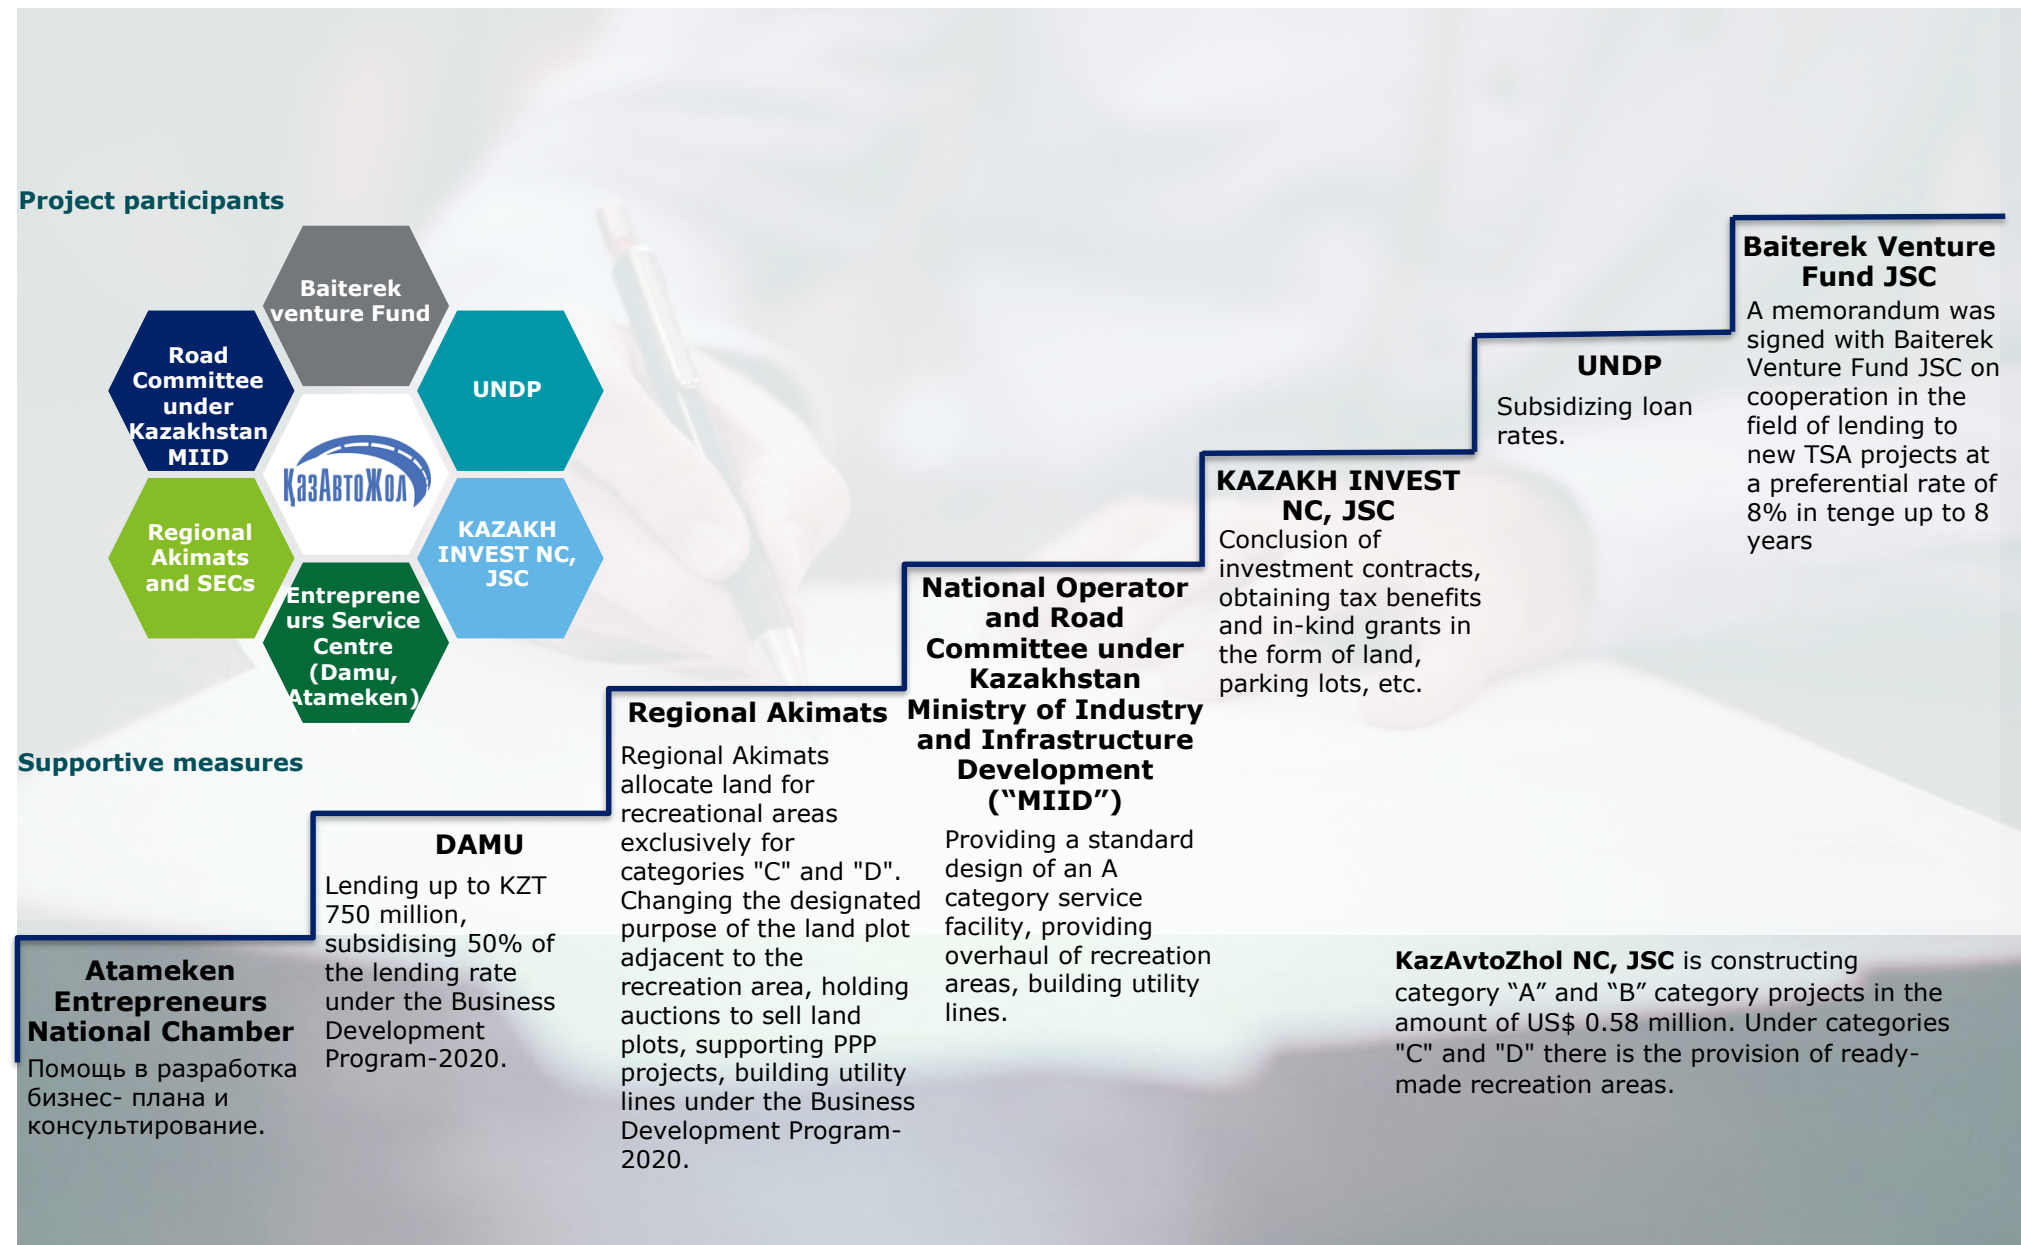 Project participants
Baiterek
venture Fund
Road
Committee
under
Kazakhstan
MIID
UNDP
КазАвтоЖол
Regional
Akimats
and SECs
KAZAKH
INVEST NC,
JSC
Entreprene
urs Service
Centre
(Damu,
Atameken)
Supportive measures
Atameken
Entrepreneurs
National Chamber
Помощь в разработка
бизнес- плана и
консультирование.
DAMU
Lending up to KZT
750 million,
subsidising 50% of
the lending rate
under the Business
Development
Program-2020.
Regional Akimats
Regional Akimats
allocate land for
recreational areas
exclusively for
categories "C" and "D".
Changing the designated
purpose of the land plot
adjacent to the
recreation area, holding
auctions to sell land
plots, supporting PPP
projects, building utility
lines under the Business
Development Program-
2020.
National Operator
and Road
Committee under
Kazakhstan
Ministry of Industry
and Infrastructure
Development
(“MIID”)
Providing a standard
design of an A
category service
facility, providing
overhaul of recreation
areas, building utility
lines.
KAZAKH INVEST
NC, JSC
Conclusion of
investment contracts,
obtaining tax benefits
and in-kind grants in
the form of land,
parking lots, etc.
UNDP
Subsidizing loan
rates.
Baiterek Venture
Fund JSC
A memorandum was
signed with Baiterek
Venture Fund JSC on
cooperation in the
field of lending to
new TSA projects at
a preferential rate of
8% in tenge up to 8
years
KazAvtoZhol NC, JSC is constructing
category “A” and “B” category projects in the
amount of US$ 0.58 million. Under categories
"C" and "D" there is the provision of ready-
made recreation areas.